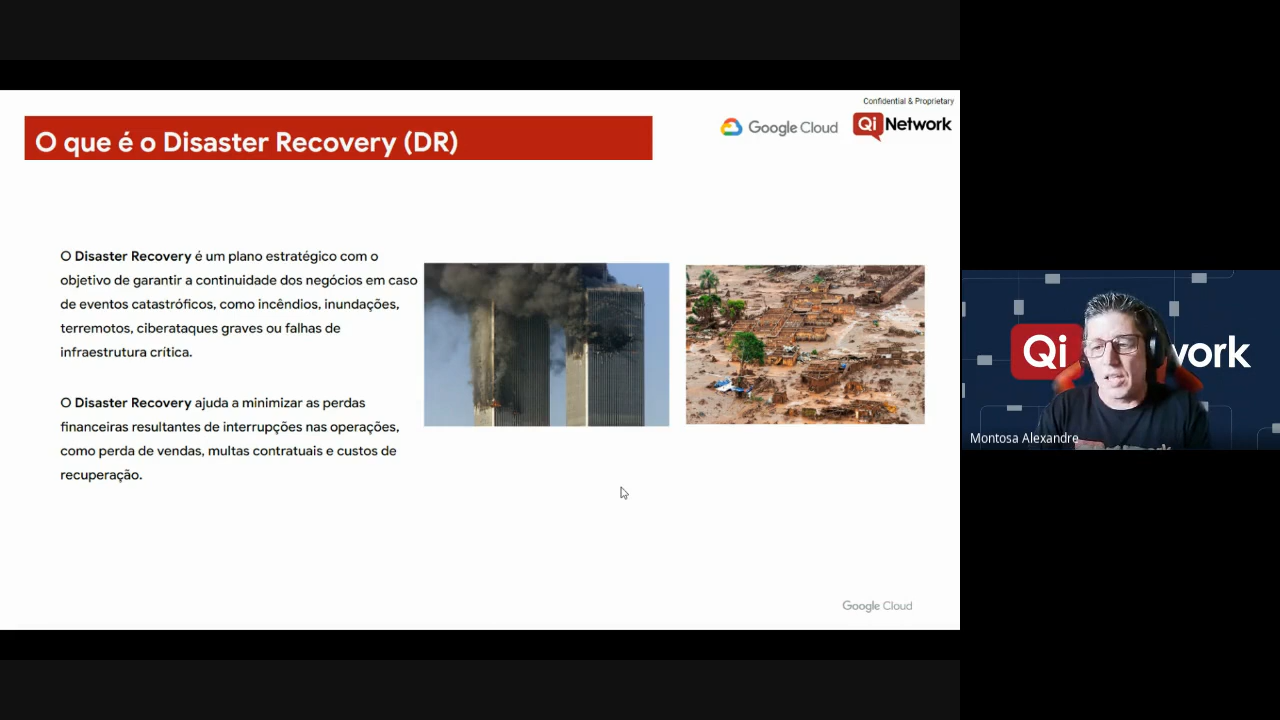 Confidential & Proprietary
O que é o Disaster Recovery (DR)
Google Cloud
Qi Network
O Disaster Recovery é um plano estratégico com o
objetivo de garantir a continuidade dos negócios em caso
de eventos catastróficos, como incêndios, inundações,
terremotos, ciberataques graves ou falhas de
infraestrutura crítica.
O Disaster Recovery ajuda a minimizar as perdas
financeiras resultantes de interrupções nas operações,
como perda de vendas, multas contratuais e custos de
recuperação.
Google Cloud
Qi work
Montosa Alexandre